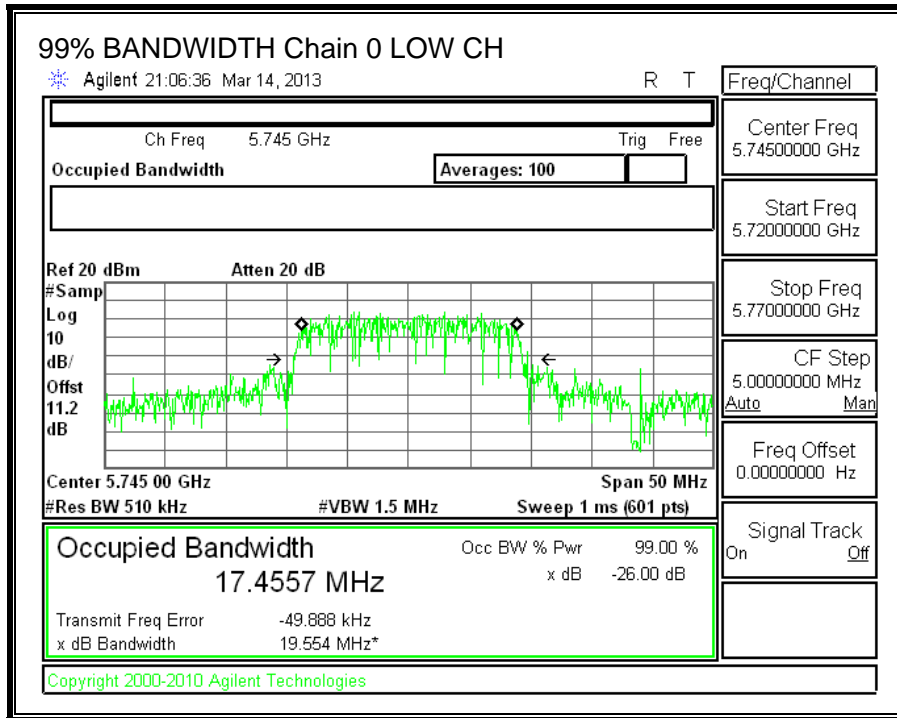 99% BANDWIDTH Chain 0 LOW CH
Agilent 21:06:36 Mar 14, 2013 R T
Freq/Channel
Ch Freq 5.745 GHz Trig Free
Occupied Bandwidth Averages: 100
Center Freq
5.74500000 GHz
Start Freq
5.72000000 GHz
Stop Freq
5.77000000 GHz
CF Step
5.00000000 MHz
Auto Man
Freq Offset
0.00000000 Hz
Signal Track
On Off
Ref 20 dBm Atten 20 dB
#Samp
Log
10
dB/
Offst
11.2
dB
Center 5.745 00 GHz Span 50 MHz
#Res BW 510 kHz #VBW 1.5 MHz Sweep 1 ms (601 pts)
Occupied Bandwidth Occ BW % Pwr 99.00 %
17.4557 MHz x dB -26.00 dB
Transmit Freq Error -49.888 kHz
x dB Bandwidth 19.554 MHz*
Copyright 2000-2010 Agilent Technologies